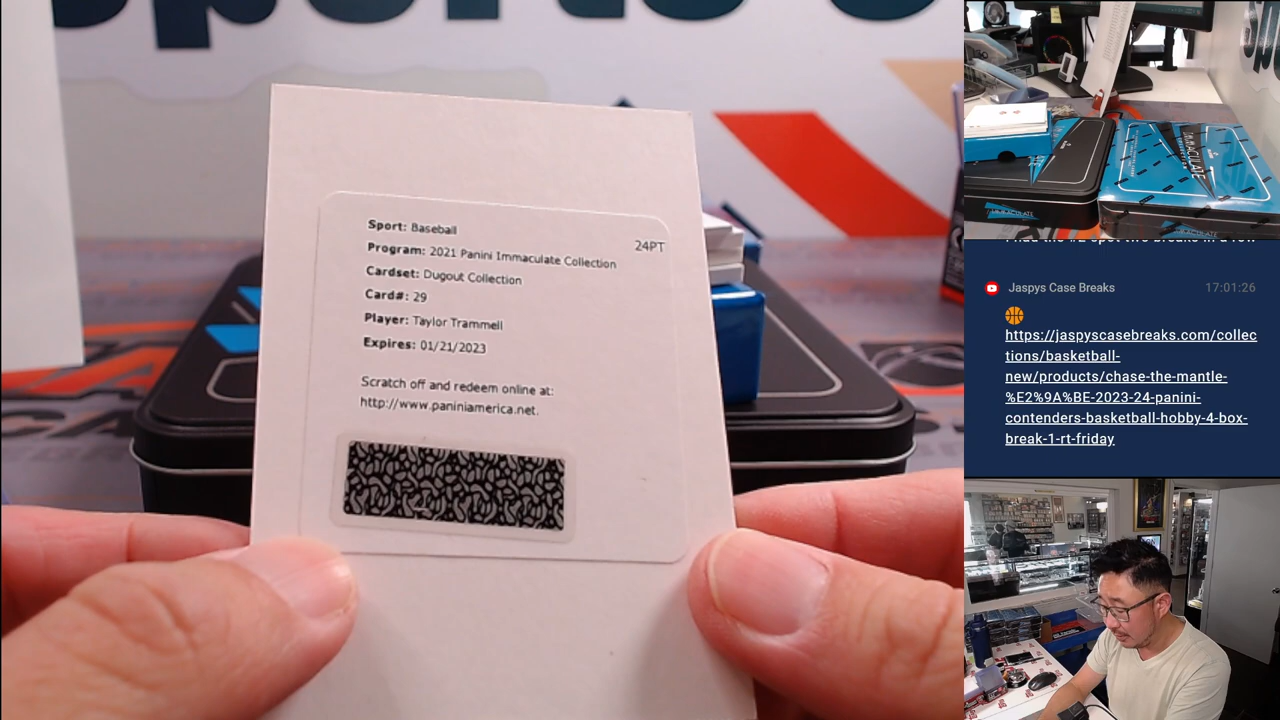 Sport: Baseball
24PT
Program: 2021 Panini Immaculate Collection
Cardset: Dugout Collection
Card#: 29
Player: Taylor Trammell
Expires: 01/21/2023
Scratch off and redeem online at:
http://www.paniniamerica.net.
IMMACULATE
Jaspys Case Breaks
17:01:26
🏀
https://jaspyscasebreaks.com/collec
tions/basketball-
new/products/chase-the-mantle-
%E2%9A%BE-2023-24-panini-
contenders-basketball-hobby-4-box-
break-1-rt-friday